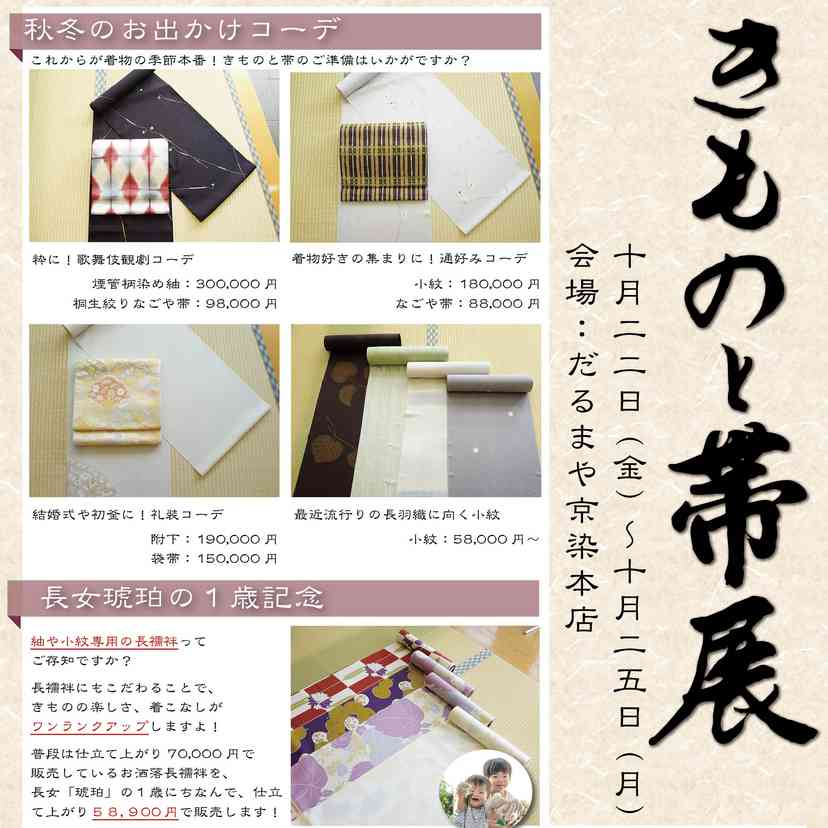 きものと帯展
十月二二日（金）～十月二五日（月）
会場：だるまや京染本店
秋冬のお出かけコーデ
これからが着物の季節本番！きものと帯のご準備はいかがですか？
粋に！歌舞伎観劇コーデ
煙管柄染め紬：300,000 円
桐生絞りなごや帯：98,000 円
着物好きの集まりに！通好みコーデ
小紋：180,000 円
なごや帯：88,000 円
結婚式や初釜に！礼装コーデ
附下：190,000 円
袋帯：150,000 円
最近流行りの長羽織に向く小紋
小紋：58,000 円～
長女琥珀の１歳記念
紬や小紋専用の長襦袢って
ご存知ですか？
長襦袢にもこだわることで、
きものの楽しさ、着こなしが
ワンランクアップしますよ！
普段は仕立て上がり 70,000 円で
販売しているお洒落長襦袢を、
長女「琥珀」の１歳にちなんで、仕立
て上がり５８，９００円で販売します！